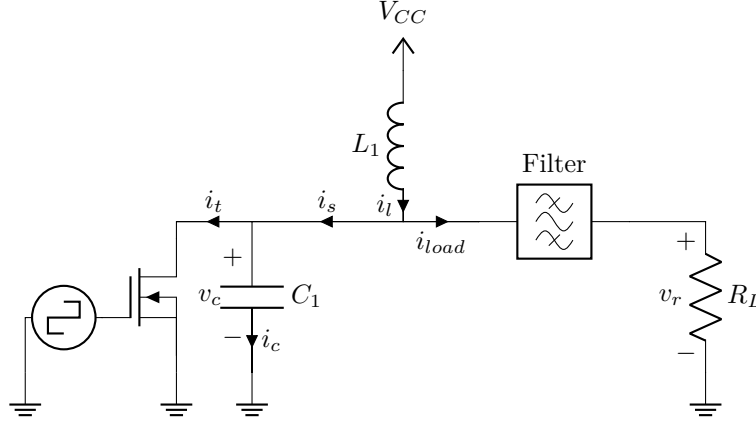 V_{CC}
L_1
Filter
i_t
i_s
i_l
i_{load}
+
+
v_c
C_1
v_r
R_L
−
i_c
−